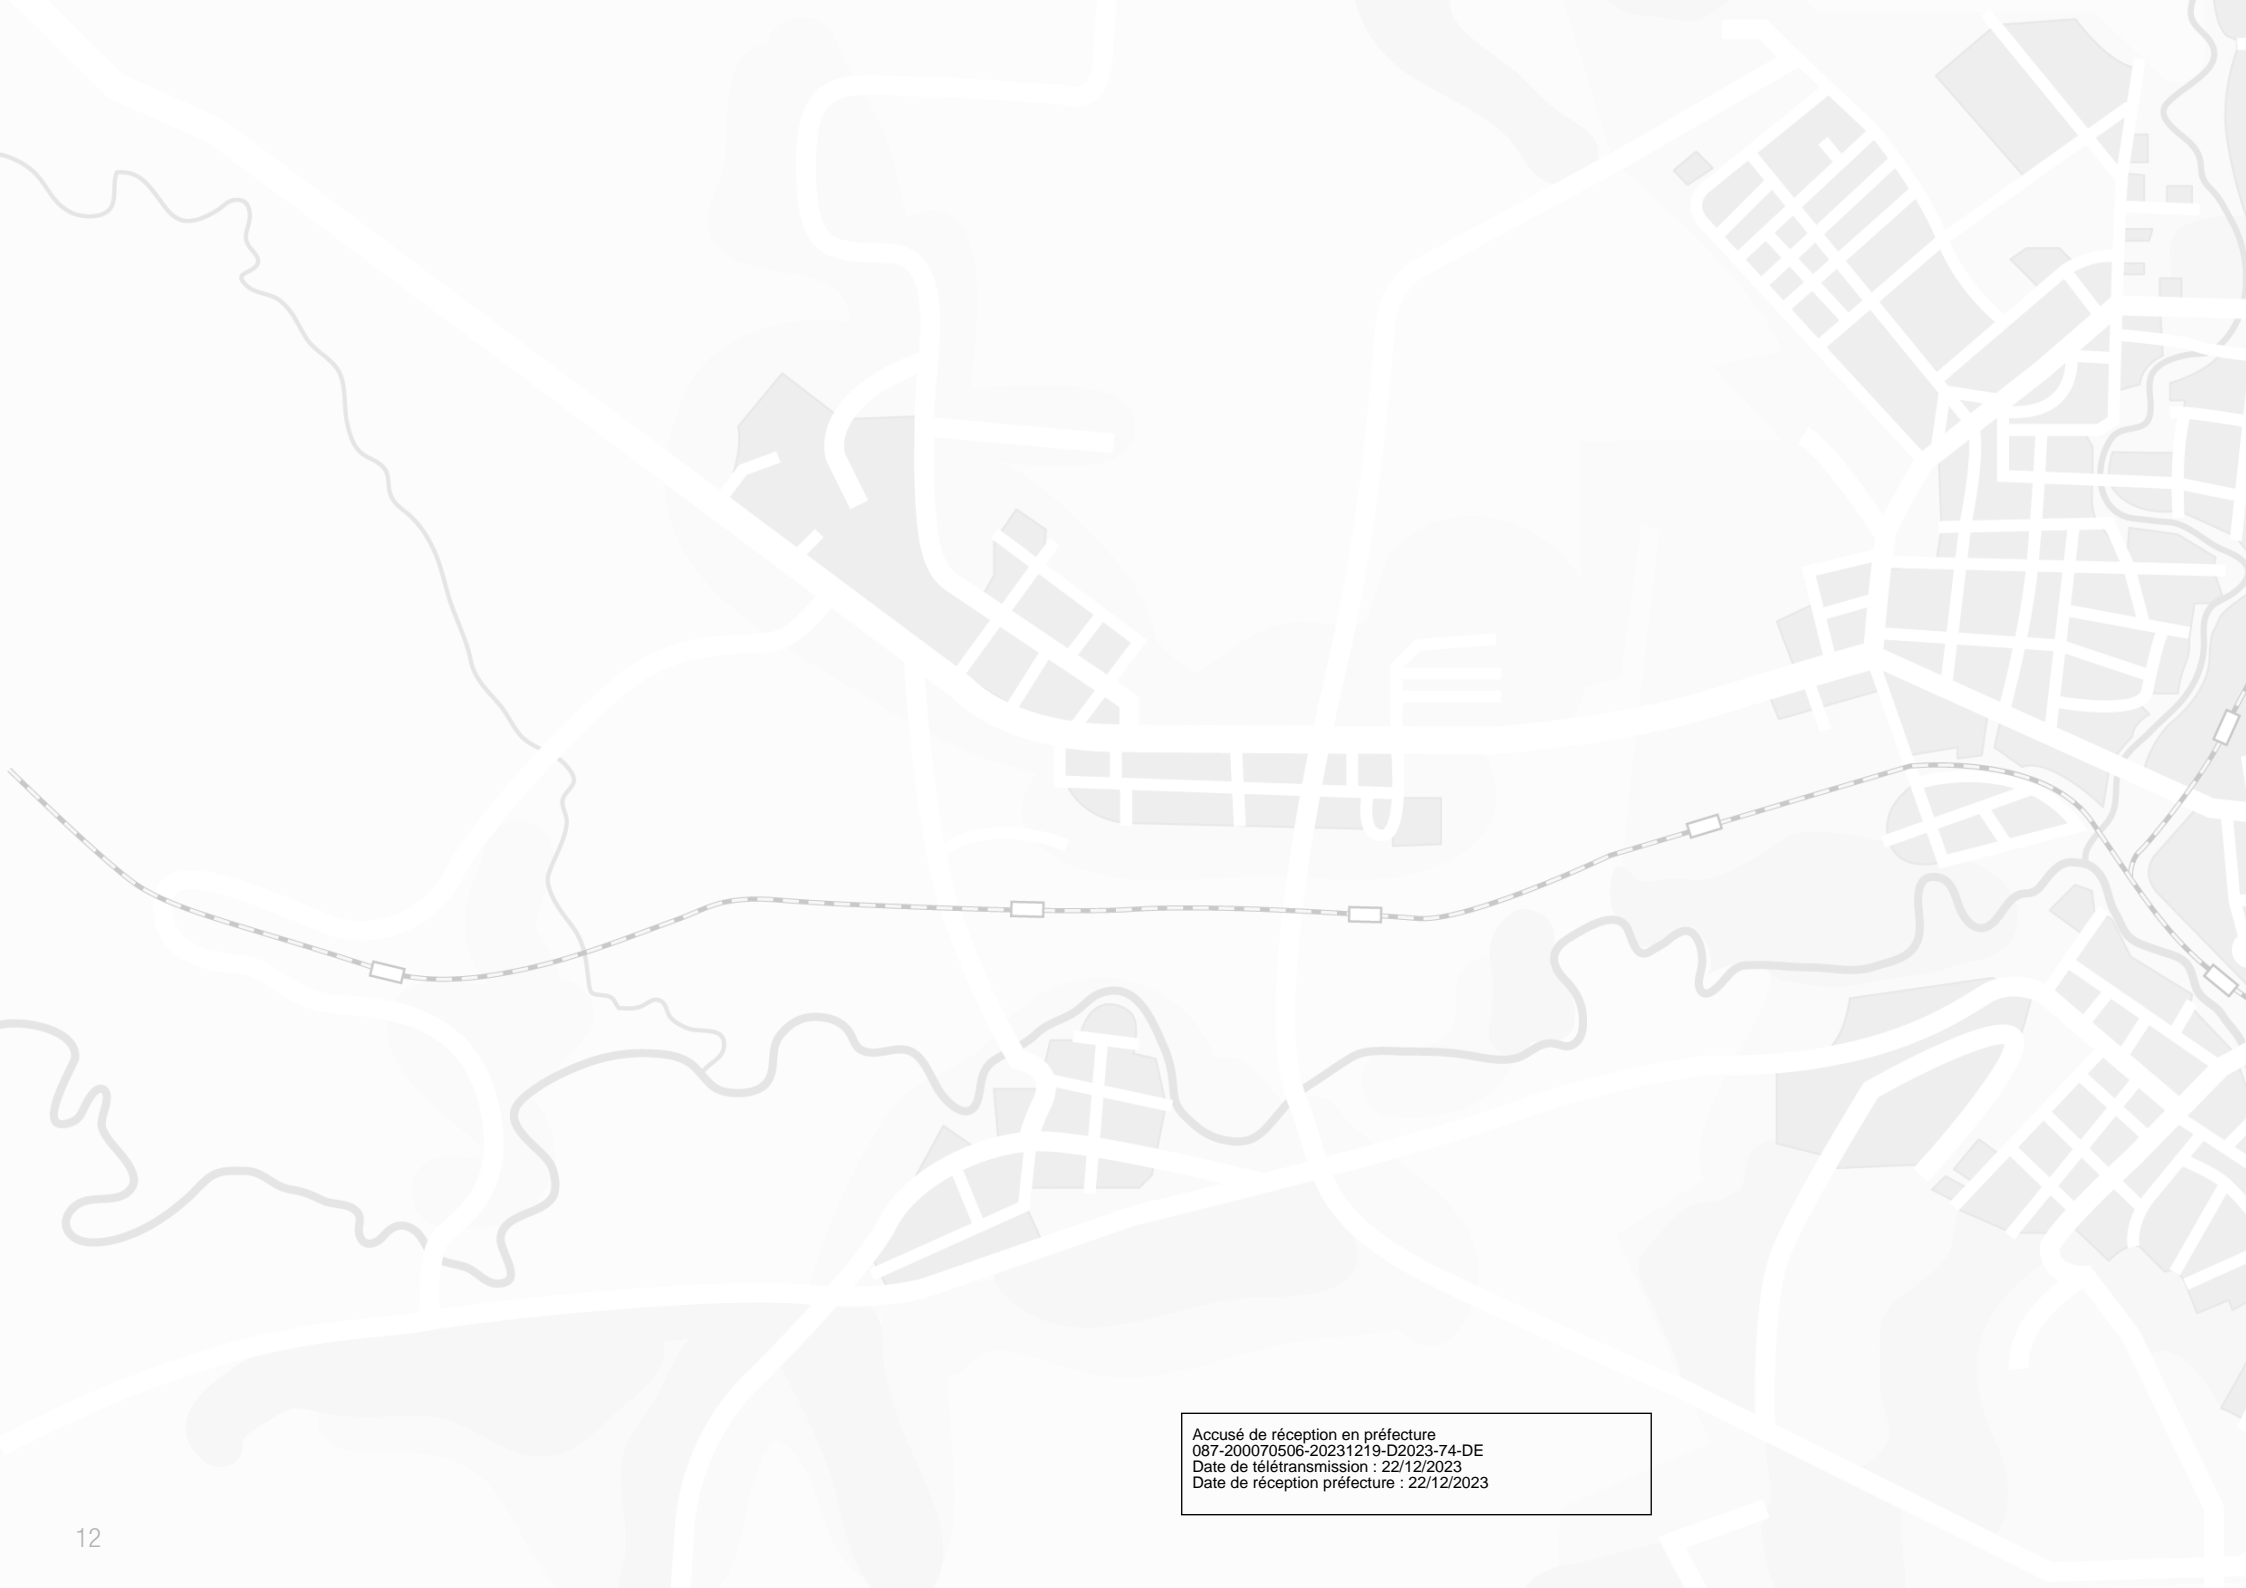 Accusé de réception en préfecture
087-200070506-20231219-D2023-74-DE
Date de télétransmission : 22/12/2023
Date de réception préfecture : 22/12/2023
12